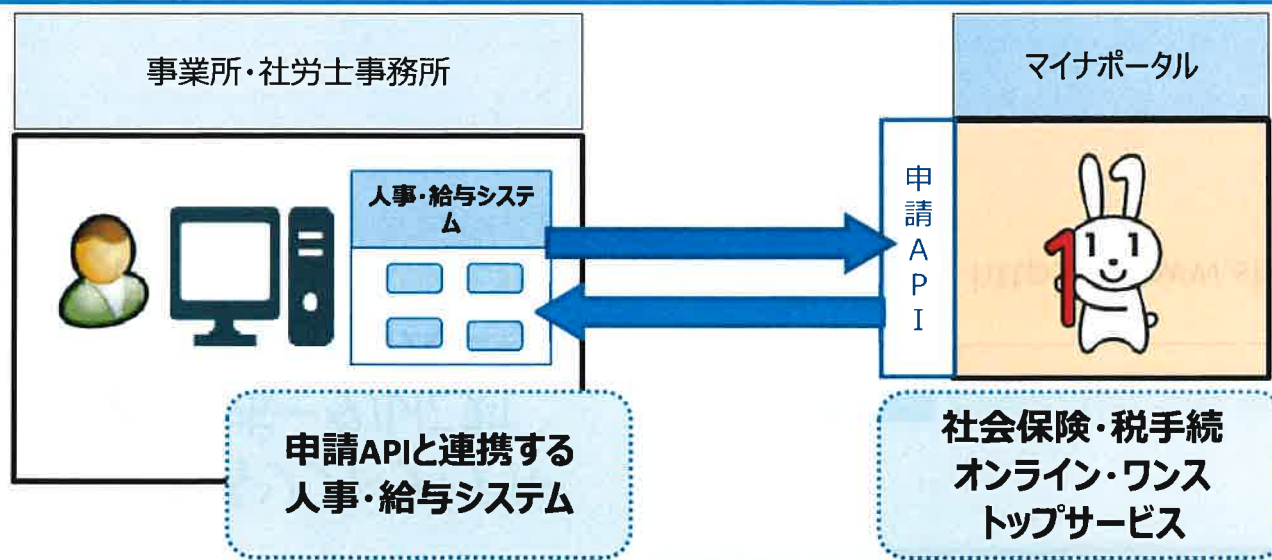 事業所・社労士事務所
マイナポータル
人事・給与システ
ム
申
請
A
P
I
1
申請APIと連携する
人事・給与システム
社会保険・税手続
オンライン・ワンス
トップサービス